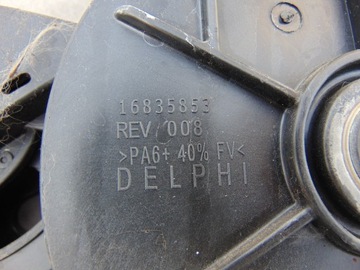 16835853
REV 008
>PA6+ 40% FV<
DELPHI